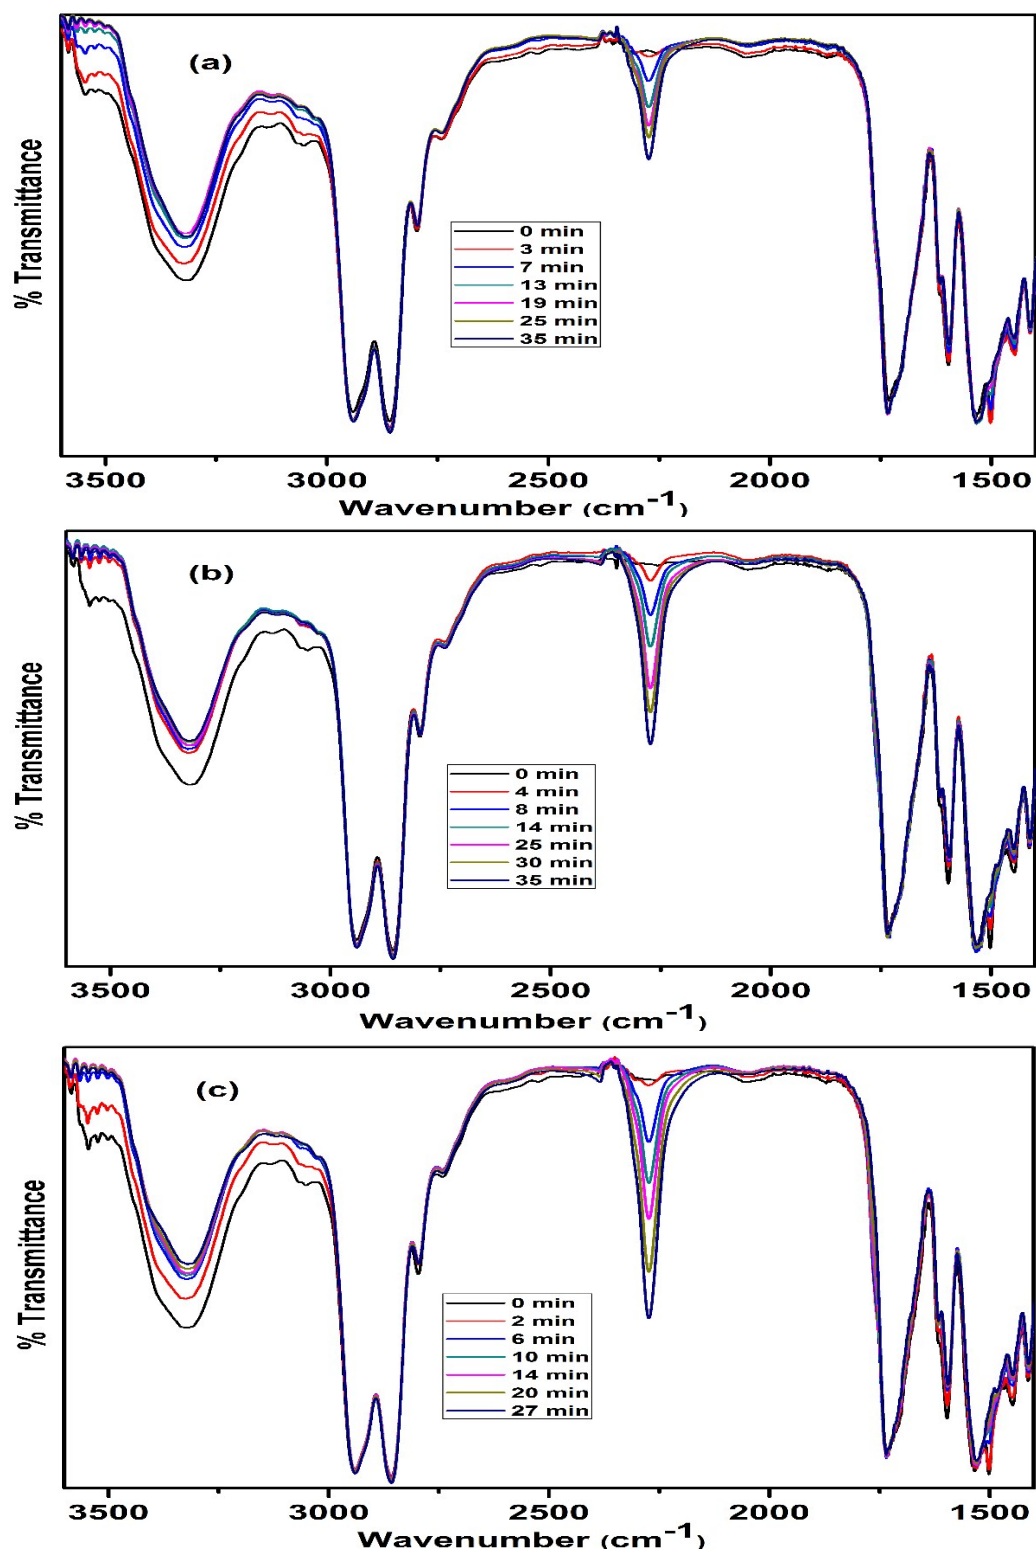 (a)
% Transmittance
0 min
3 min
7 min
13 min
19 min
25 min
35 min
3500 3000 2500 2000 1500
Wavenumber (cm⁻¹)
(b)
% Transmittance
0 min
4 min
8 min
14 min
25 min
30 min
35 min
3500 3000 2500 2000 1500
Wavenumber (cm⁻¹)
(c)
% Transmittance
0 min
2 min
6 min
10 min
14 min
20 min
27 min
3500 3000 2500 2000 1500
Wavenumber (cm⁻¹)